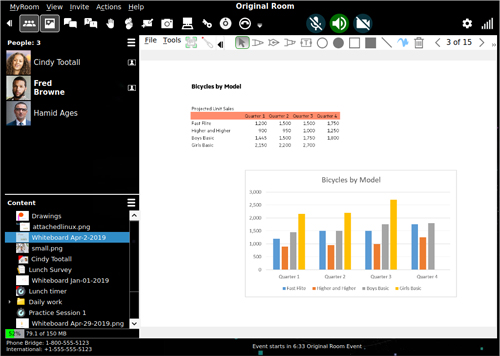 MyRoom View Invite Actions Help
Original Room
People: 3
Cindy Tootall
Fred
Browne
Hamid Ages
File Tools
3 of 15
Bicycles by Model
Projected Unit Sales
Quarter 1 Quarter 2 Quarter 3 Quarter 4
Fast Flite 1,200 1,500 1,500 1,750
Higher and Higher 900 950 1,000 1,250
Boys Basic 1,445 1,500 1,750 1,800
Girls Basic 2,150 2,200 2,700
Bicycles by Model
3,000
2,500
2,000
1,500
1,000
500
0
Quarter 1 Quarter 2 Quarter 3 Quarter 4
Fast Flite Higher and Higher Boys Basic Girls Basic
Content
Drawings
attachedlinux.png
Whiteboard Apr-2-2019
small.png
Cindy Tootall
Lunch Survey
Whiteboard Jan-01-2019
Lunch timer
Daily work
Practice Session 1
Whiteboard Apr-29-2019.png
52% 79.1 of 150 MB
Phone Bridge: 1-800-555-5123
International: +1-555-555-5123
Event starts in 6:33 Original Room Event